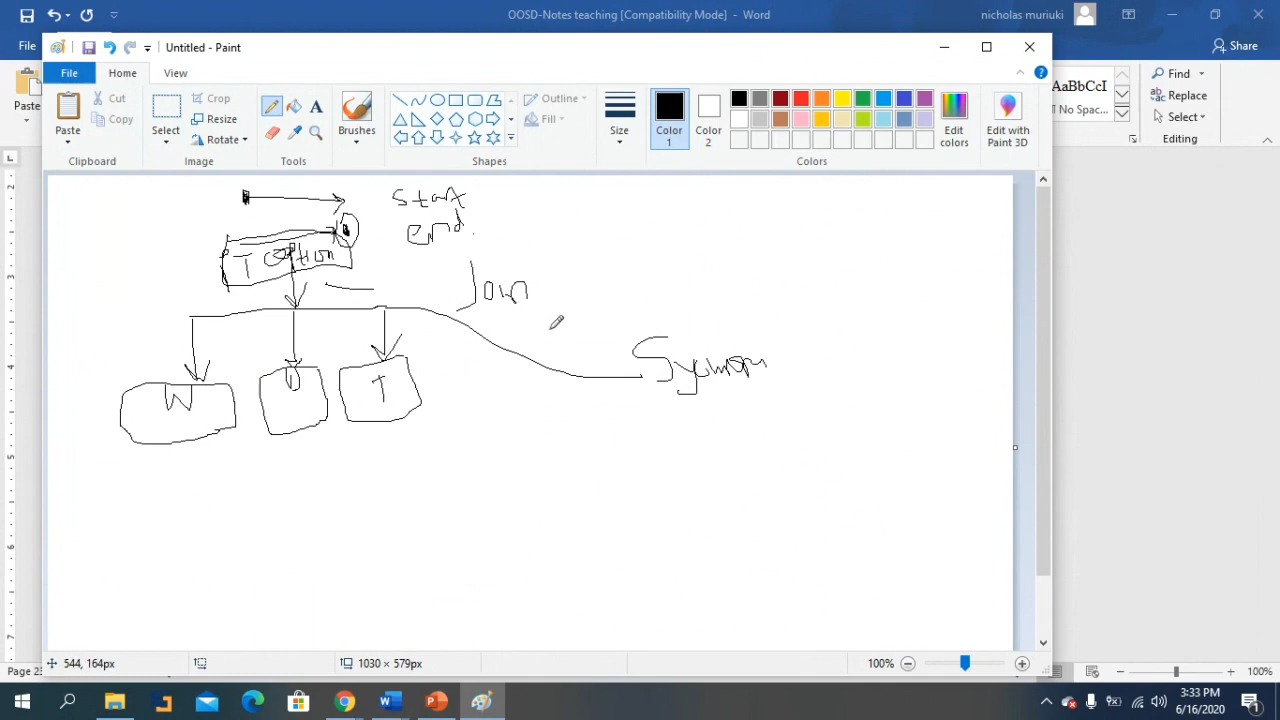 OOSD-Notes teaching [Compatibility Mode] - Word
nicholas muriuki
File
Share
Untitled - Paint
File
Home
View
Paste
Cut
Copy
Clipboard
Select
Crop
Resize
Rotate
Image
A
Tools
Brushes
Outline
Fill
Shapes
Size
Color 1
Color 2
Edit colors
Edit with Paint 3D
Colors
Paste
AaBbCcI
No Spac...
Find
Replace
Select
Editing
start
end
T option
Join
W
D
T
544, 164px
1030 × 579px
100%
Page 23
100%
3:33 PM
6/16/2020